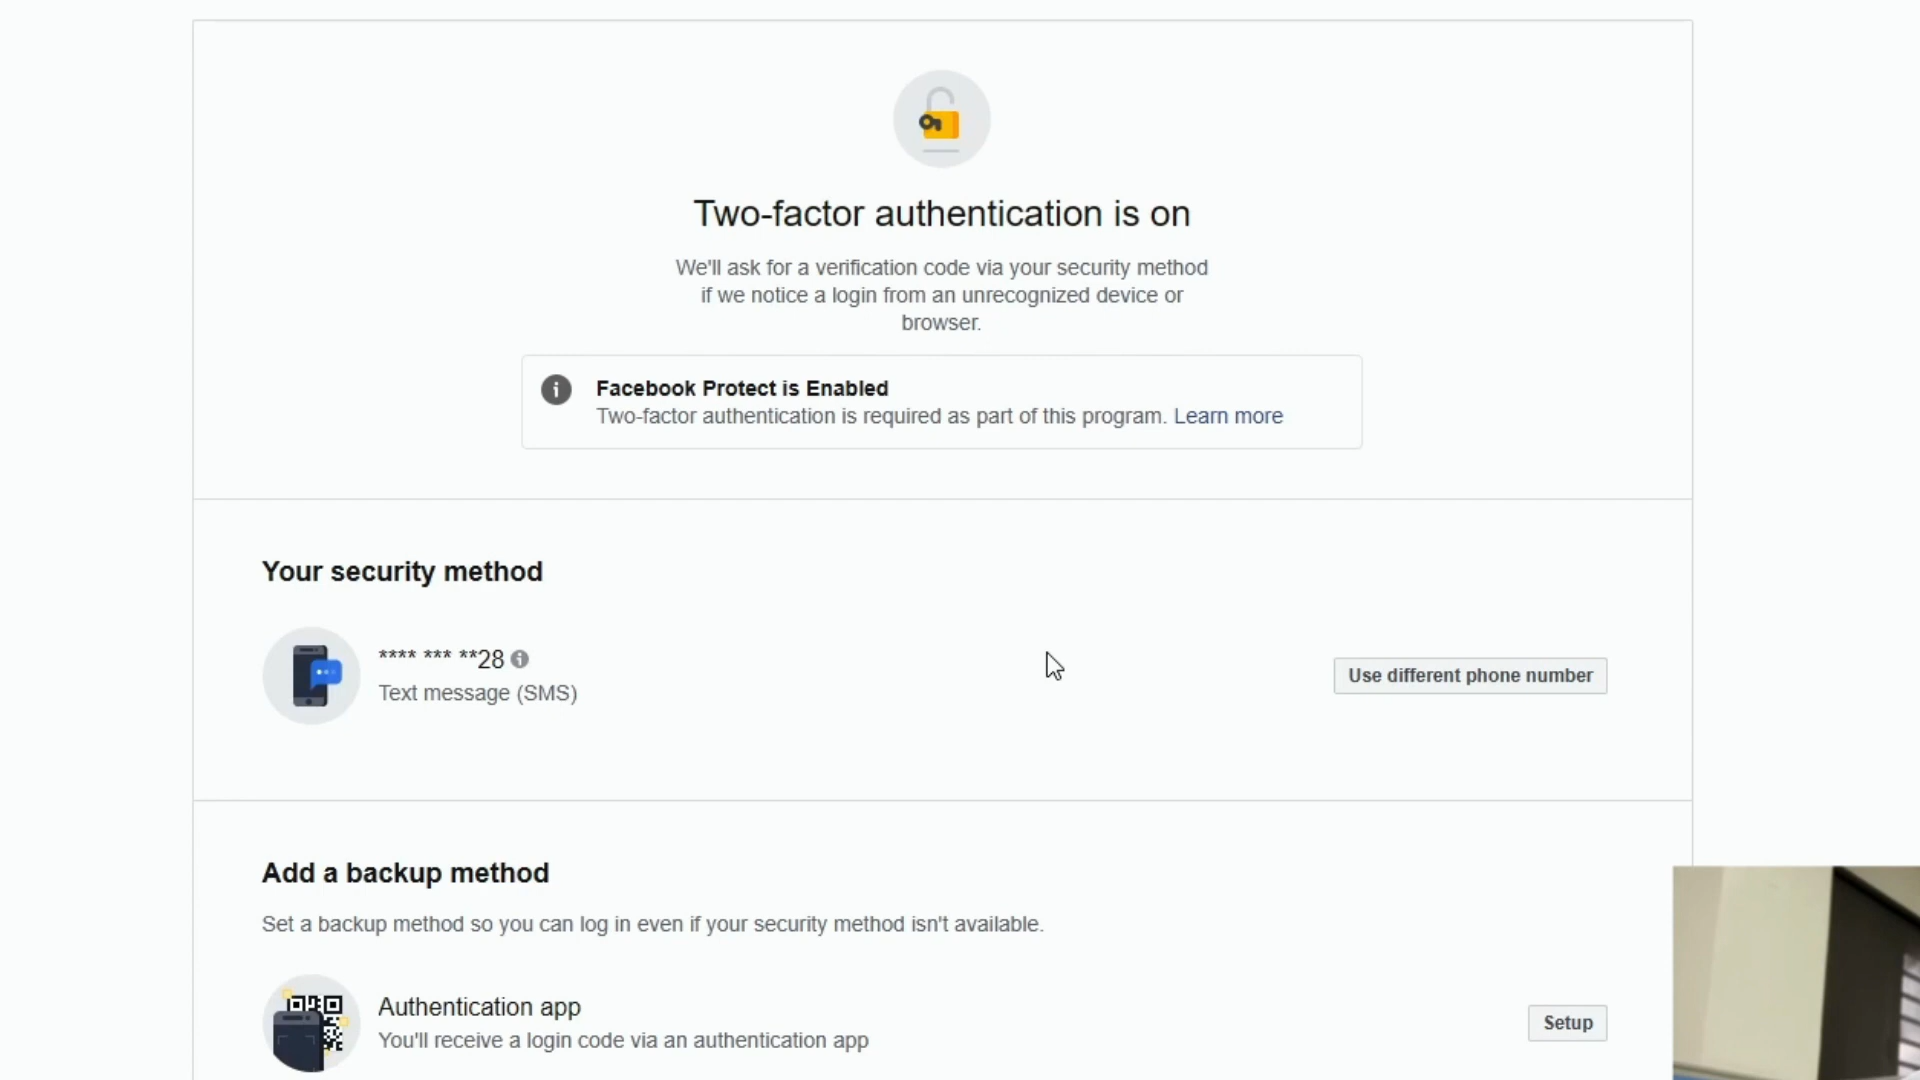 Two-factor authentication is on
We'll ask for a verification code via your security method
if we notice a login from an unrecognized device or
browser.
Facebook Protect is Enabled
Two-factor authentication is required as part of this program. Learn more
Your security method
**** *** **28
Text message (SMS)
Use different phone number
Add a backup method
Set a backup method so you can log in even if your security method isn't available.
Authentication app
You'll receive a login code via an authentication app
Setup